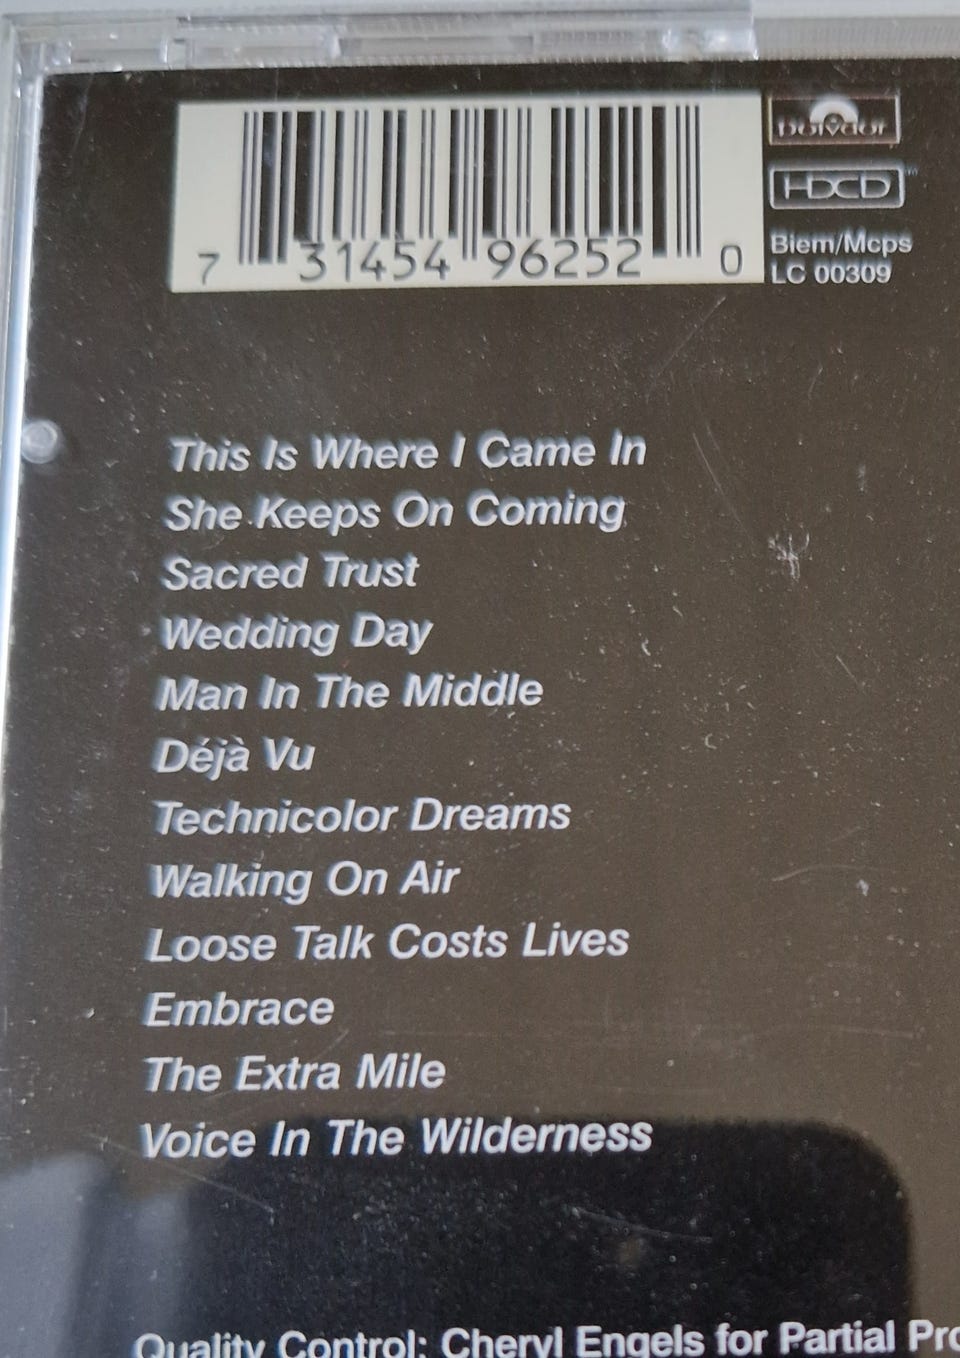 7 31454 96252 0
polydor
HDCD™
Biem/Mcps
LC 00309
This Is Where I Came In
She Keeps On Coming
Sacred Trust
Wedding Day
Man In The Middle
Déjà Vu
Technicolor Dreams
Walking On Air
Loose Talk Costs Lives
Embrace
The Extra Mile
Voice In The Wilderness
Quality Control: Cheryl Engels for Partial Pro